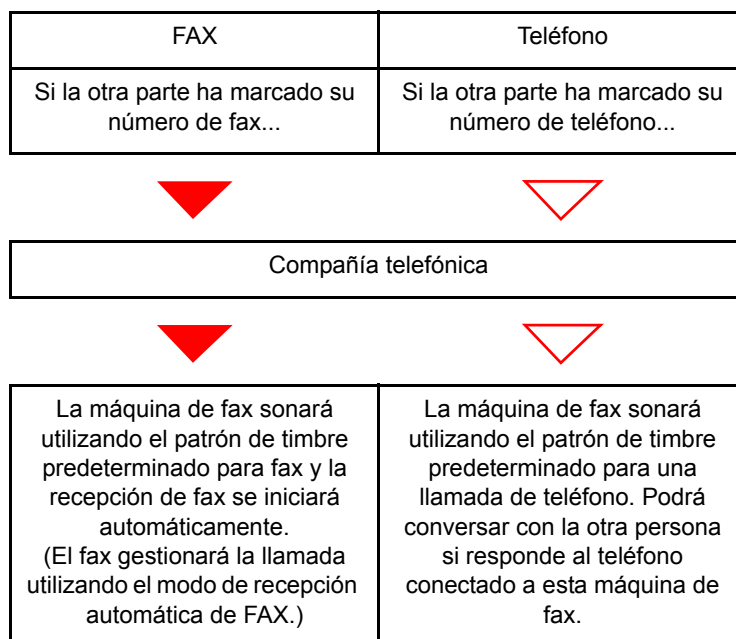 FAX
Teléfono
Si la otra parte ha marcado su
número de fax...
Si la otra parte ha marcado su
número de teléfono...
Compañía telefónica
La máquina de fax sonará
utilizando el patrón de timbre
predeterminado para fax y la
recepción de fax se iniciará
automáticamente.
(El fax gestionará la llamada
utilizando el modo de recepción
automática de FAX.)
La máquina de fax sonará
utilizando el patrón de timbre
predeterminado para una
llamada de teléfono. Podrá
conversar con la otra persona
si responde al teléfono
conectado a esta máquina de
fax.